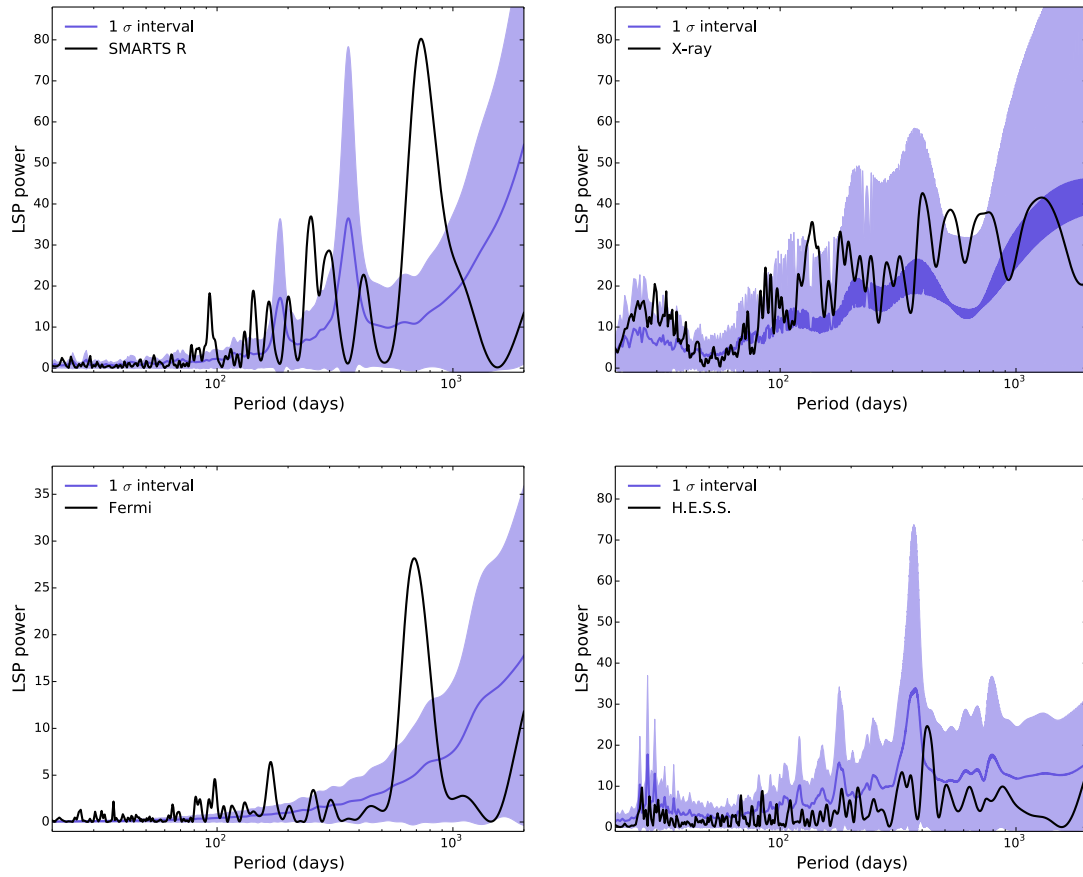 1 σ interval
SMARTS R
LSP power
80
70
60
50
40
30
20
10
0
10²
10³
Period (days)
1 σ interval
X-ray
LSP power
80
70
60
50
40
30
20
10
0
10²
10³
Period (days)
1 σ interval
Fermi
LSP power
35
30
25
20
15
10
5
0
10²
10³
Period (days)
1 σ interval
H.E.S.S.
LSP power
80
70
60
50
40
30
20
10
0
10²
10³
Period (days)